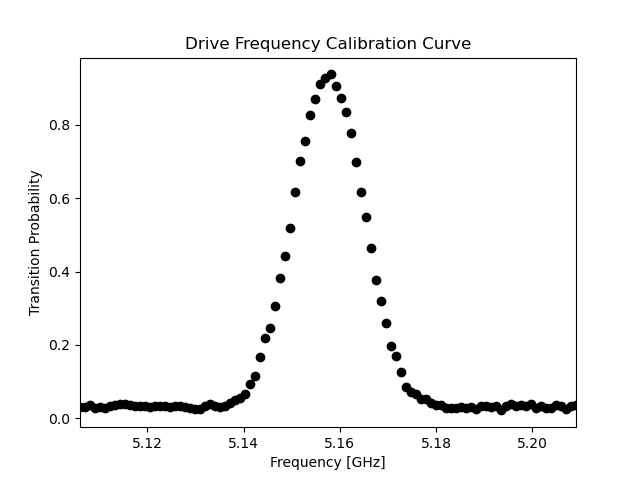 Drive Frequency Calibration Curve
Transition Probability
0.8
0.6
0.4
0.2
0.0
5.12 5.14 5.16 5.18 5.20
Frequency [GHz]